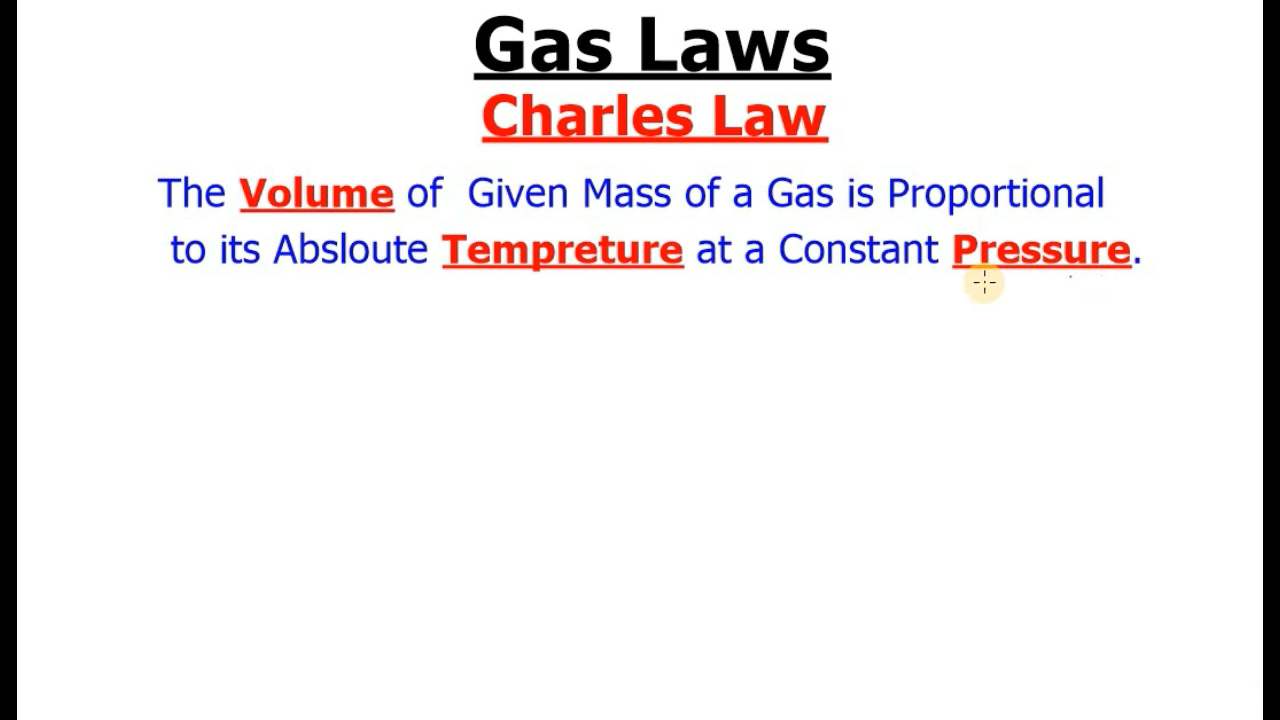 Gas Laws
Charles Law
The Volume of Given Mass of a Gas is Proportional
to its Absloute Tempreture at a Constant Pressure.